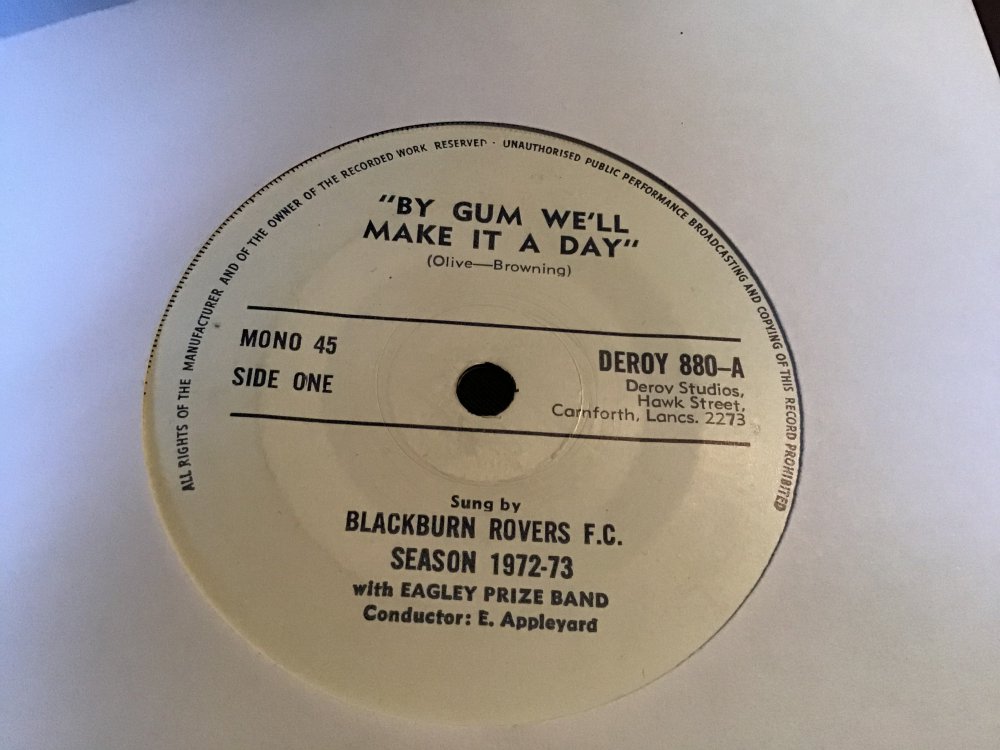 ALL RIGHTS OF THE MANUFACTURER AND OF THE OWNER OF THE RECORDED WORK RESERVED · UNAUTHORISED PUBLIC PERFORMANCE BROADCASTING AND COPYING OF THIS RECORD PROHIBITED
"BY GUM WE'LL
MAKE IT A DAY"
(Olive—Browning)
MONO 45
SIDE ONE
DEROY 880–A
Deroy Studios,
Hawk Street,
Carnforth, Lancs. 2273
Sung by
BLACKBURN ROVERS F.C.
SEASON 1972-73
with EAGLEY PRIZE BAND
Conductor: E. Appleyard